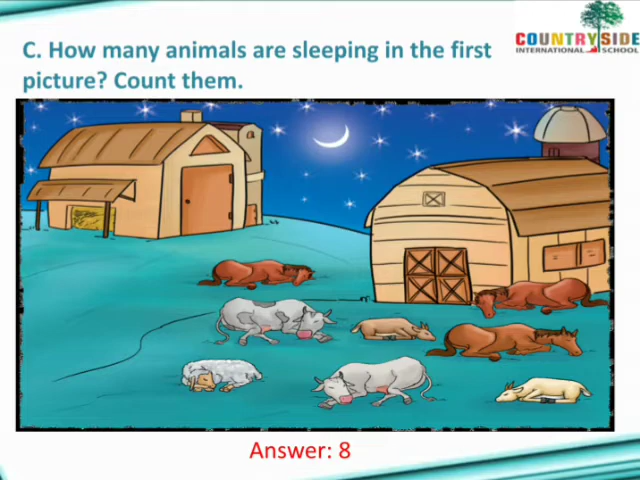 COUNTRYSIDE
INTERNATIONAL SCHOOL
C. How many animals are sleeping in the first
picture? Count them.
Answer: 8